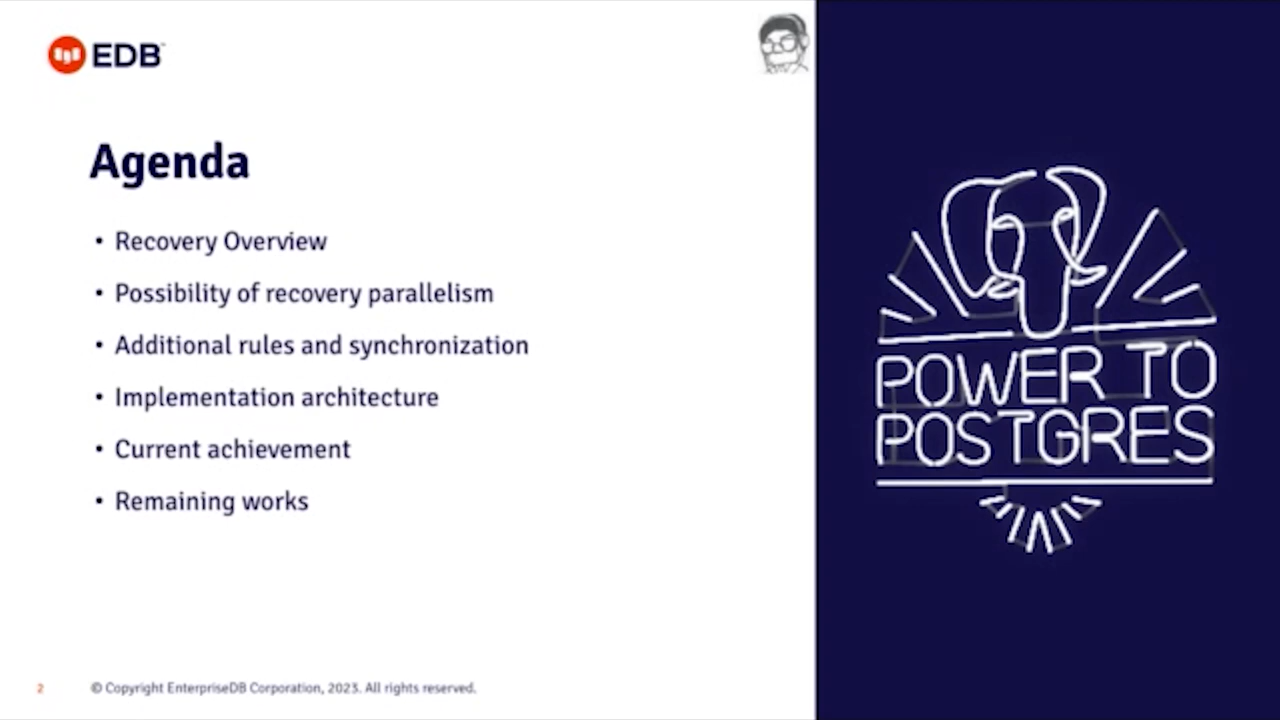 EDB™
Agenda
• Recovery Overview
• Possibility of recovery parallelism
• Additional rules and synchronization
• Implementation architecture
• Current achievement
• Remaining works
POWER TO
POSTGRES
2
© Copyright EnterpriseDB Corporation, 2023. All rights reserved.